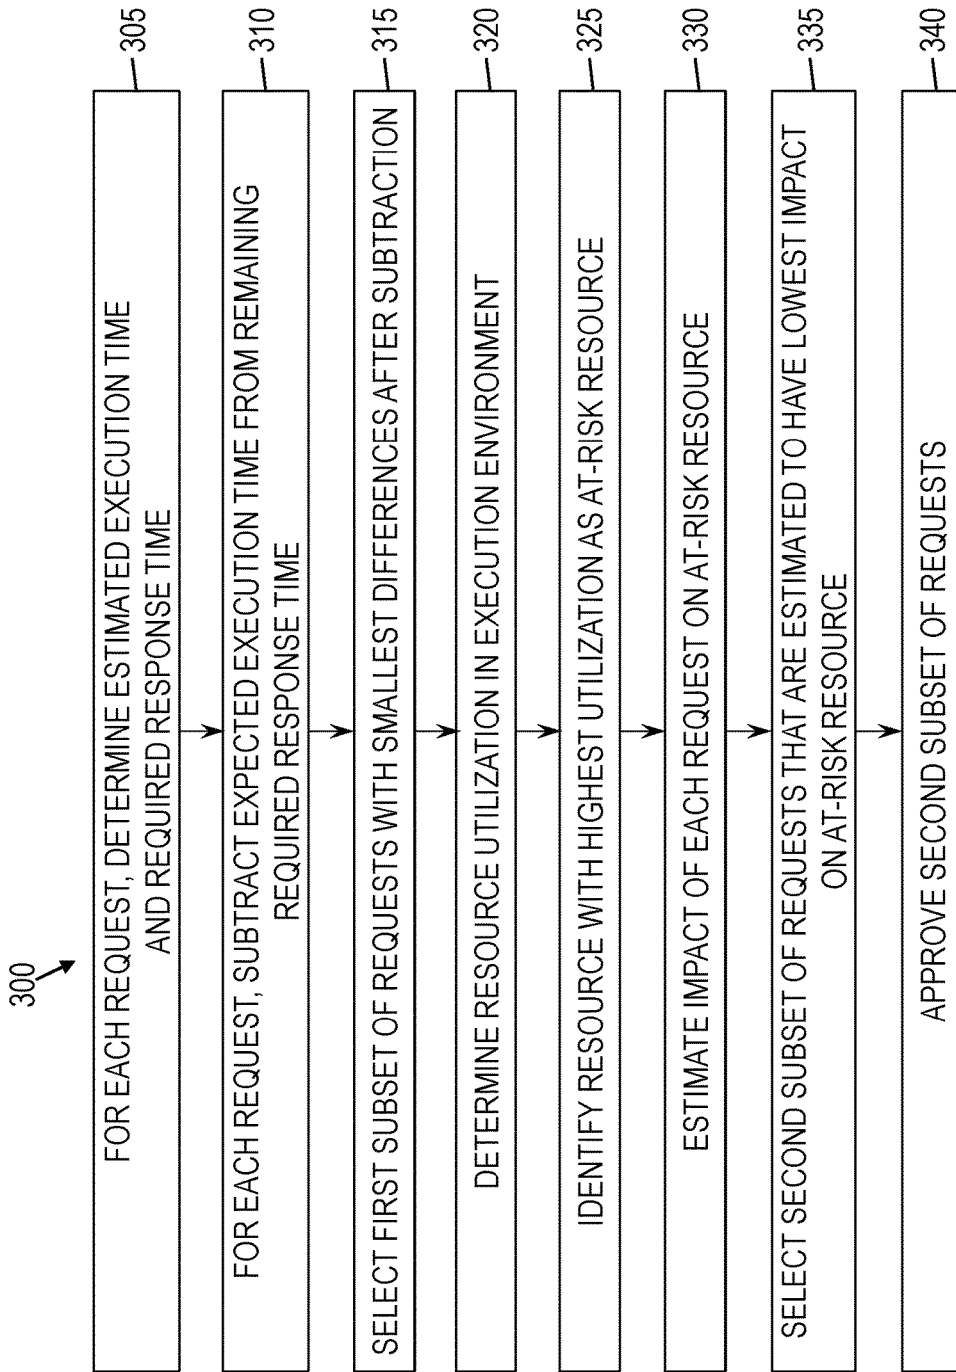 300
FOR EACH REQUEST, DETERMINE ESTIMATED EXECUTION TIME
AND REQUIRED RESPONSE TIME
305
FOR EACH REQUEST, SUBTRACT EXPECTED EXECUTION TIME FROM REMAINING
REQUIRED RESPONSE TIME
310
SELECT FIRST SUBSET OF REQUESTS WITH SMALLEST DIFFERENCES AFTER SUBTRACTION
315
DETERMINE RESOURCE UTILIZATION IN EXECUTION ENVIRONMENT
320
IDENTIFY RESOURCE WITH HIGHEST UTILIZATION AS AT-RISK RESOURCE
325
ESTIMATE IMPACT OF EACH REQUEST ON AT-RISK RESOURCE
330
SELECT SECOND SUBSET OF REQUESTS THAT ARE ESTIMATED TO HAVE LOWEST IMPACT
ON AT-RISK RESOURCE
335
APPROVE SECOND SUBSET OF REQUESTS
340